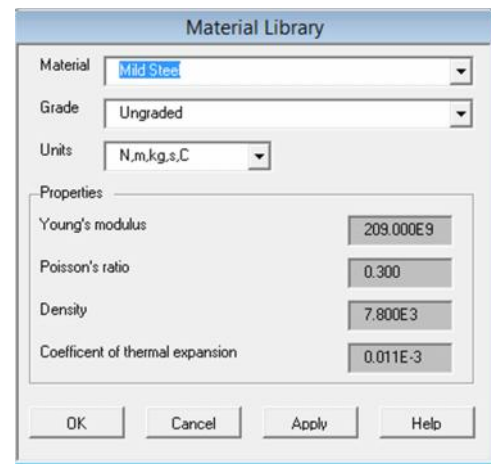 Material Library
Material Mild Steel
Grade Ungraded
Units N,m,kg,s,C
Properties
Young's modulus 209.000E9
Poisson's ratio 0.300
Density 7.800E3
Coefficent of thermal expansion 0.011E-3
OK Cancel Apply Help